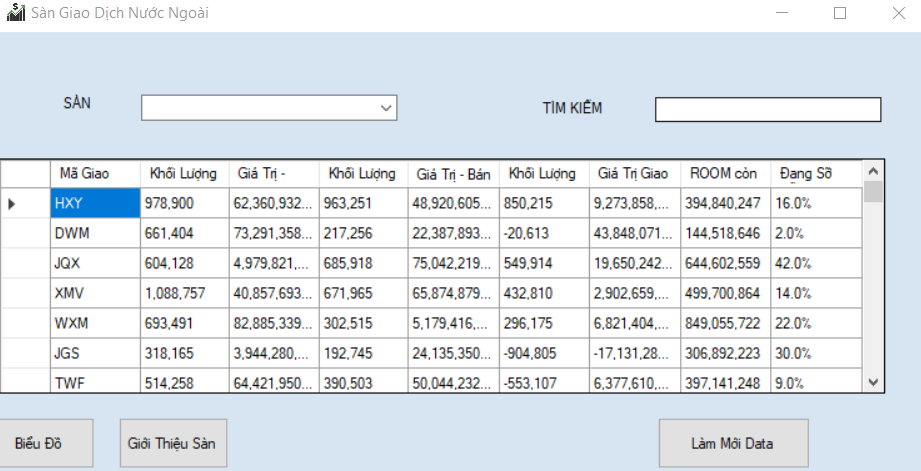 Sàn Giao Dịch Nước Ngoài
SÀN TÌM KIẾM
Mã Giao Khối Lượng Giá Trị - Khối Lượng Giá Trị - Bán Khối Lượng Giá Trị Giao ROOM còn Đang Sở
HXY 978,900 62,360,932... 963,251 48,920,605... 850,215 9,273,858,... 394,840,247 16.0%
DWM 661,404 73,291,358... 217,256 22,387,893... -20,613 43,848,071... 144,518,646 2.0%
JQX 604,128 4,979,821,... 685,918 75,042,219... 549,914 19,650,242... 644,602,559 42.0%
XMV 1,088,757 40,857,693... 671,965 65,874,879... 432,810 2,902,659,... 499,700,864 14.0%
WXM 693,491 82,885,339... 302,515 5,179,416,... 296,175 6,821,404,... 849,055,722 22.0%
JGS 318,165 3,944,280,... 192,745 24,135,350... -904,805 -17,131,28... 306,892,223 30.0%
TWF 514,258 64,421,950... 390,503 50,044,232... -553,107 6,377,610,... 397,141,248 9.0%
Biểu Đồ Giới Thiệu Sàn Làm Mới Data